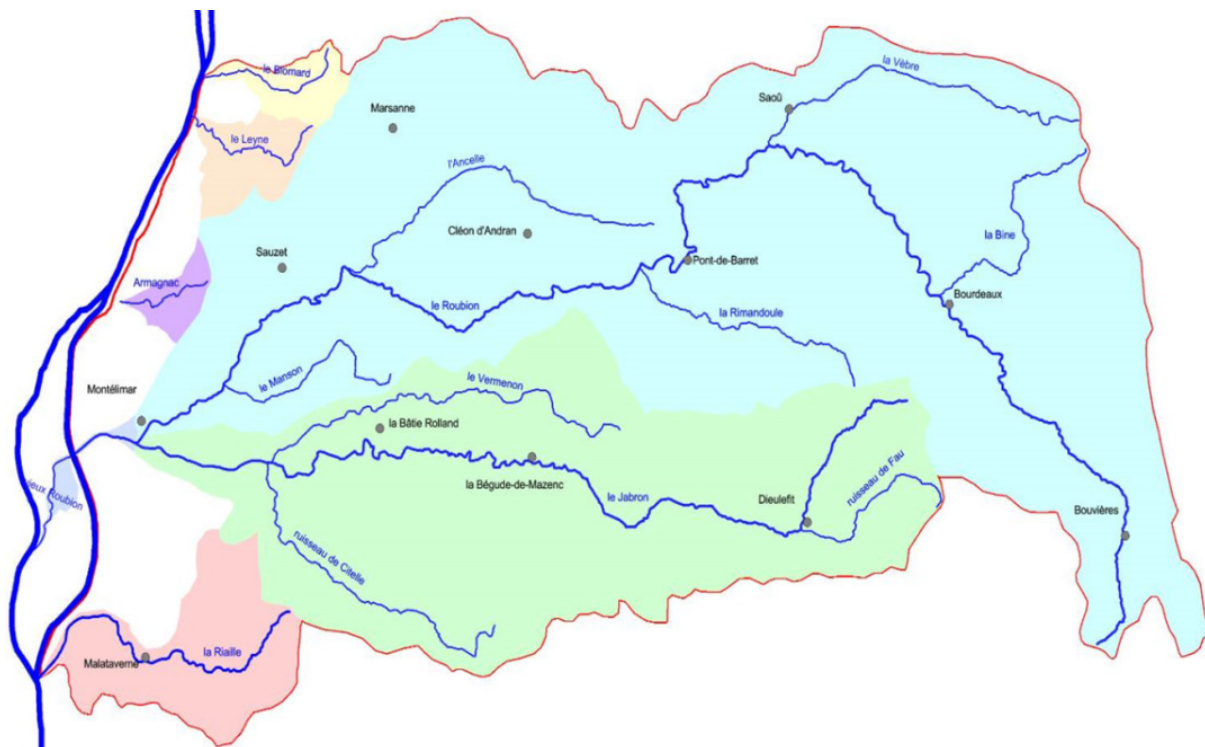 le Blomard
la Vèbre
Saoû
Marsanne
le Leyne
l'Ancelle
Cléon d'Andran
la Bine
Sauzet
Pont-de-Barret
Armagnac
Bourdeaux
le Roubion
la Rimandoule
le Manson
le Vermenon
Montélimar
la Bâtie Rolland
ruisseau de Fau
la Bégude-de-Mazenc
vieux Roubion
le Jabron
Dieulefit
Bouvières
ruisseau de Citelle
la Riaille
Malataverne